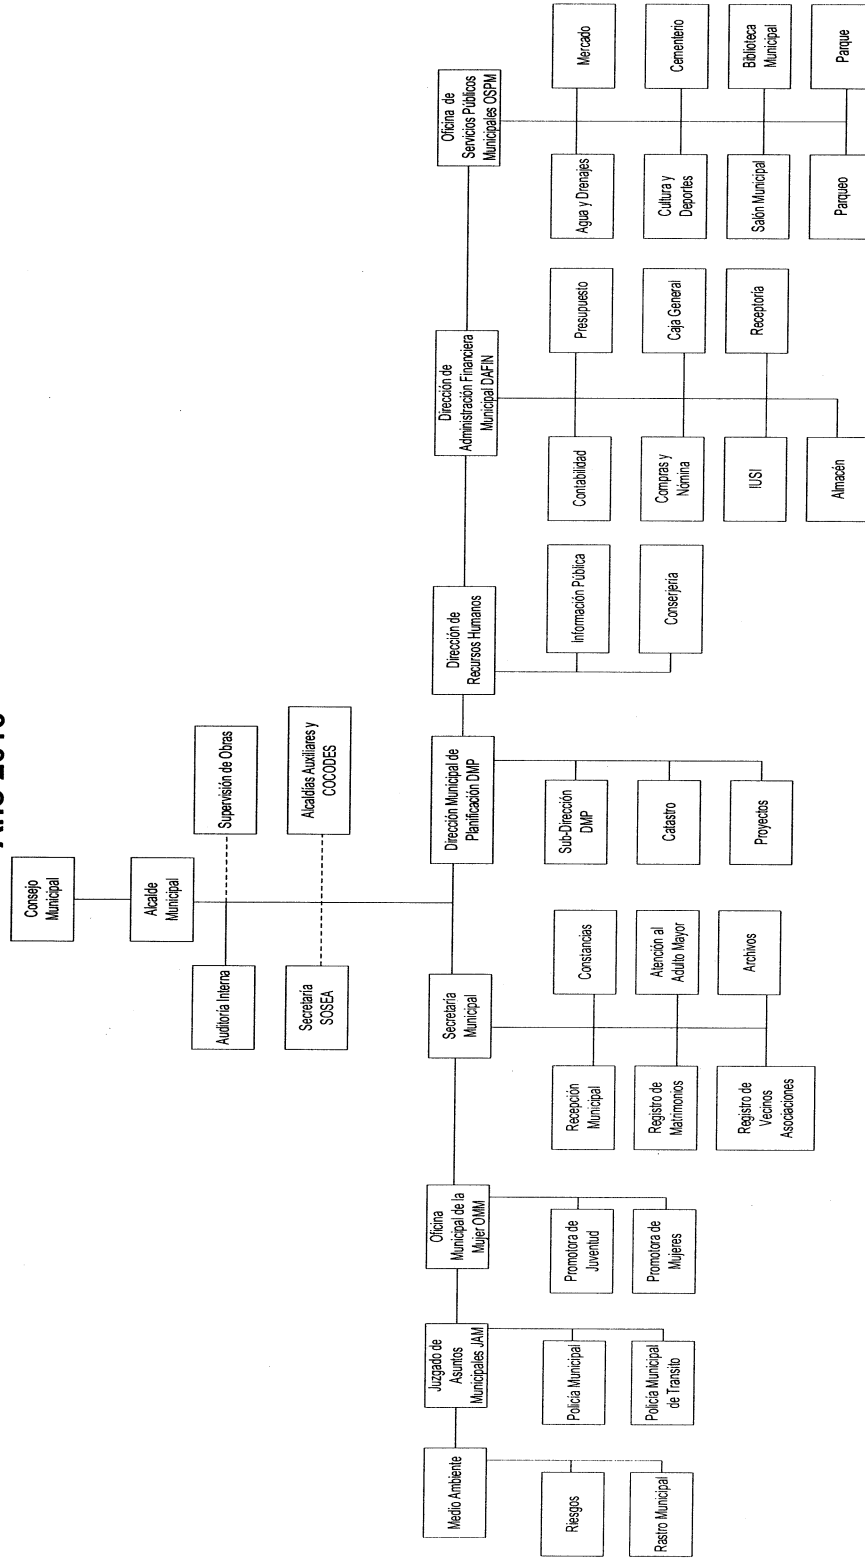 Consejo
Municipal
Alcalde
Municipal
Auditoría Interna
Supervisión de Obras
Secretaría
SOSEA
Alcaldías Auxiliares y
COCODES
Medio Ambiente
Juzgado de
Asuntos
Municipales JAM
Oficina
Municipal de la
Mujer OMM
Secretaría
Municipal
Dirección Municipal de
Planificación DMP
Dirección de
Recursos Humanos
Dirección de
Administración Financiera
Municipal DAFIN
Oficina de
Servicios Públicos
Municipales OSPM
Riesgos
Rastro Municipal
Policía Municipal
Policía Municipal
de Transito
Promotora de
Juventud
Promotora de
Mujeres
Recepción
Municipal
Constancias
Registro de
Matrimonios
Atención al
Adulto Mayor
Registro de
Vecinos
Asociaciones
Archivos
Sub-Dirección
DMP
Catastro
Proyectos
Información Pública
Conserjería
Contabilidad
Presupuesto
Compras y
Nómina
Caja General
IUSI
Receptoría
Almacén
Agua y Drenajes
Mercado
Cultura y
Deportes
Cementerio
Salón Municipal
Biblioteca
Municipal
Parqueo
Parque